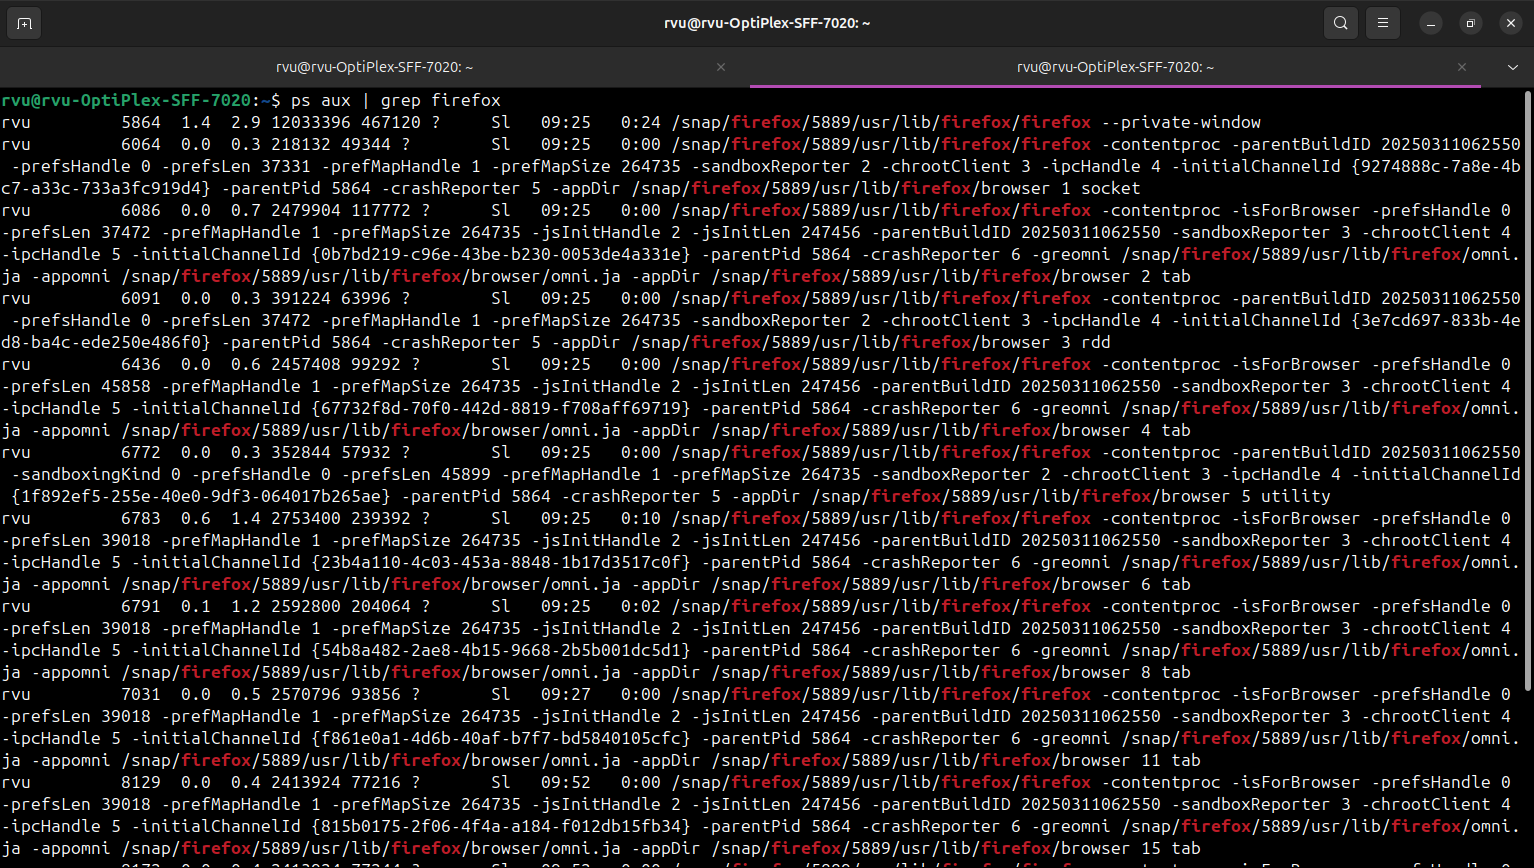 rvu@rvu-OptiPlex-SFF-7020: ~
rvu@rvu-OptiPlex-SFF-7020: ~
rvu@rvu-OptiPlex-SFF-7020: ~
rvu@rvu-OptiPlex-SFF-7020:~$ ps aux | grep firefox
rvu         5864  1.4  2.9 12033396 467120 ?     Sl   09:25   0:24 /snap/firefox/5889/usr/lib/firefox/firefox --private-window
rvu         6064  0.0  0.3 218132 49344 ?        Sl   09:25   0:00 /snap/firefox/5889/usr/lib/firefox/firefox -contentproc -parentBuildID 20250311062550
 -prefsHandle 0 -prefsLen 37331 -prefMapHandle 1 -prefMapSize 264735 -sandboxReporter 2 -chrootClient 3 -ipcHandle 4 -initialChannelId {9274888c-7a8e-4b
c7-a33c-733a3fc919d4} -parentPid 5864 -crashReporter 5 -appDir /snap/firefox/5889/usr/lib/firefox/browser 1 socket
rvu         6086  0.0  0.7 2479904 117772 ?      Sl   09:25   0:00 /snap/firefox/5889/usr/lib/firefox/firefox -contentproc -isForBrowser -prefsHandle 0
-prefsLen 37472 -prefMapHandle 1 -prefMapSize 264735 -jsInitHandle 2 -jsInitLen 247456 -parentBuildID 20250311062550 -sandboxReporter 3 -chrootClient 4
-ipcHandle 5 -initialChannelId {0b7bd219-c96e-43be-b230-0053de4a331e} -parentPid 5864 -crashReporter 6 -greomni /snap/firefox/5889/usr/lib/firefox/omni.
ja -appomni /snap/firefox/5889/usr/lib/firefox/browser/omni.ja -appDir /snap/firefox/5889/usr/lib/firefox/browser 2 tab
rvu         6091  0.0  0.3 391224 63996 ?        Sl   09:25   0:00 /snap/firefox/5889/usr/lib/firefox/firefox -contentproc -parentBuildID 20250311062550
 -prefsHandle 0 -prefsLen 37472 -prefMapHandle 1 -prefMapSize 264735 -sandboxReporter 2 -chrootClient 3 -ipcHandle 4 -initialChannelId {3e7cd697-833b-4e
d8-ba4c-ede250e486f0} -parentPid 5864 -crashReporter 5 -appDir /snap/firefox/5889/usr/lib/firefox/browser 3 rdd
rvu         6436  0.0  0.6 2457408 99292 ?       Sl   09:25   0:00 /snap/firefox/5889/usr/lib/firefox/firefox -contentproc -isForBrowser -prefsHandle 0
-prefsLen 45858 -prefMapHandle 1 -prefMapSize 264735 -jsInitHandle 2 -jsInitLen 247456 -parentBuildID 20250311062550 -sandboxReporter 3 -chrootClient 4
-ipcHandle 5 -initialChannelId {67732f8d-70f0-442d-8819-f708aff69719} -parentPid 5864 -crashReporter 6 -greomni /snap/firefox/5889/usr/lib/firefox/omni.
ja -appomni /snap/firefox/5889/usr/lib/firefox/browser/omni.ja -appDir /snap/firefox/5889/usr/lib/firefox/browser 4 tab
rvu         6772  0.0  0.3 352844 57932 ?        Sl   09:25   0:00 /snap/firefox/5889/usr/lib/firefox/firefox -contentproc -parentBuildID 20250311062550
 -sandboxingKind 0 -prefsHandle 0 -prefsLen 45899 -prefMapHandle 1 -prefMapSize 264735 -sandboxReporter 2 -chrootClient 3 -ipcHandle 4 -initialChannelId
 {1f892ef5-255e-40e0-9df3-064017b265ae} -parentPid 5864 -crashReporter 5 -appDir /snap/firefox/5889/usr/lib/firefox/browser 5 utility
rvu         6783  0.6  1.4 2753400 239392 ?      Sl   09:25   0:10 /snap/firefox/5889/usr/lib/firefox/firefox -contentproc -isForBrowser -prefsHandle 0
-prefsLen 39018 -prefMapHandle 1 -prefMapSize 264735 -jsInitHandle 2 -jsInitLen 247456 -parentBuildID 20250311062550 -sandboxReporter 3 -chrootClient 4
-ipcHandle 5 -initialChannelId {23b4a110-4c03-453a-8848-1b17d3517c0f} -parentPid 5864 -crashReporter 6 -greomni /snap/firefox/5889/usr/lib/firefox/omni.
ja -appomni /snap/firefox/5889/usr/lib/firefox/browser/omni.ja -appDir /snap/firefox/5889/usr/lib/firefox/browser 6 tab
rvu         6791  0.1  1.2 2592800 204064 ?      Sl   09:25   0:02 /snap/firefox/5889/usr/lib/firefox/firefox -contentproc -isForBrowser -prefsHandle 0
-prefsLen 39018 -prefMapHandle 1 -prefMapSize 264735 -jsInitHandle 2 -jsInitLen 247456 -parentBuildID 20250311062550 -sandboxReporter 3 -chrootClient 4
-ipcHandle 5 -initialChannelId {54b8a482-2ae8-4b15-9668-2b5b001dc5d1} -parentPid 5864 -crashReporter 6 -greomni /snap/firefox/5889/usr/lib/firefox/omni.
ja -appomni /snap/firefox/5889/usr/lib/firefox/browser/omni.ja -appDir /snap/firefox/5889/usr/lib/firefox/browser 8 tab
rvu         7031  0.0  0.5 2570796 93856 ?       Sl   09:27   0:00 /snap/firefox/5889/usr/lib/firefox/firefox -contentproc -isForBrowser -prefsHandle 0
-prefsLen 39018 -prefMapHandle 1 -prefMapSize 264735 -jsInitHandle 2 -jsInitLen 247456 -parentBuildID 20250311062550 -sandboxReporter 3 -chrootClient 4
-ipcHandle 5 -initialChannelId {f861e0a1-4d6b-40af-b7f7-bd5840105cfc} -parentPid 5864 -crashReporter 6 -greomni /snap/firefox/5889/usr/lib/firefox/omni.
ja -appomni /snap/firefox/5889/usr/lib/firefox/browser/omni.ja -appDir /snap/firefox/5889/usr/lib/firefox/browser 11 tab
rvu         8129  0.0  0.4 2413924 77216 ?       Sl   09:52   0:00 /snap/firefox/5889/usr/lib/firefox/firefox -contentproc -isForBrowser -prefsHandle 0
-prefsLen 39018 -prefMapHandle 1 -prefMapSize 264735 -jsInitHandle 2 -jsInitLen 247456 -parentBuildID 20250311062550 -sandboxReporter 3 -chrootClient 4
-ipcHandle 5 -initialChannelId {815b0175-2f06-4f4a-a184-f012db15fb34} -parentPid 5864 -crashReporter 6 -greomni /snap/firefox/5889/usr/lib/firefox/omni.
ja -appomni /snap/firefox/5889/usr/lib/firefox/browser/omni.ja -appDir /snap/firefox/5889/usr/lib/firefox/browser 15 tab